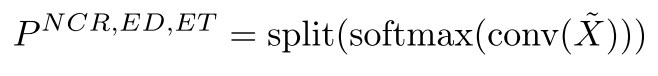 P^{NCR,ED,ET} = split(softmax(conv(X̃)))